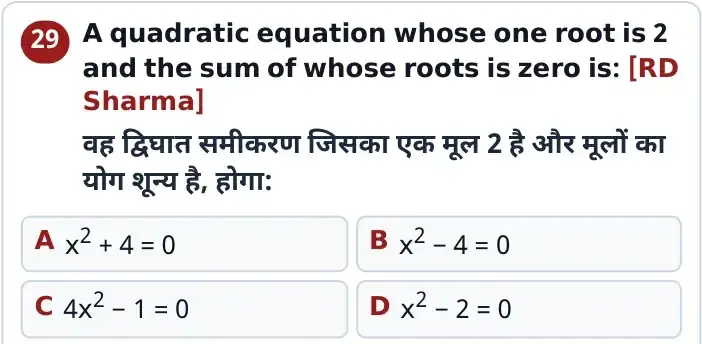 29 A quadratic equation whose one root is 2
and the sum of whose roots is zero is: [RD
Sharma]
वह द्विघात समीकरण जिसका एक मूल 2 है और मूलों का
योग शून्य है, होगा:
A x² + 4 = 0
B x² − 4 = 0
C 4x² − 1 = 0
D x² − 2 = 0